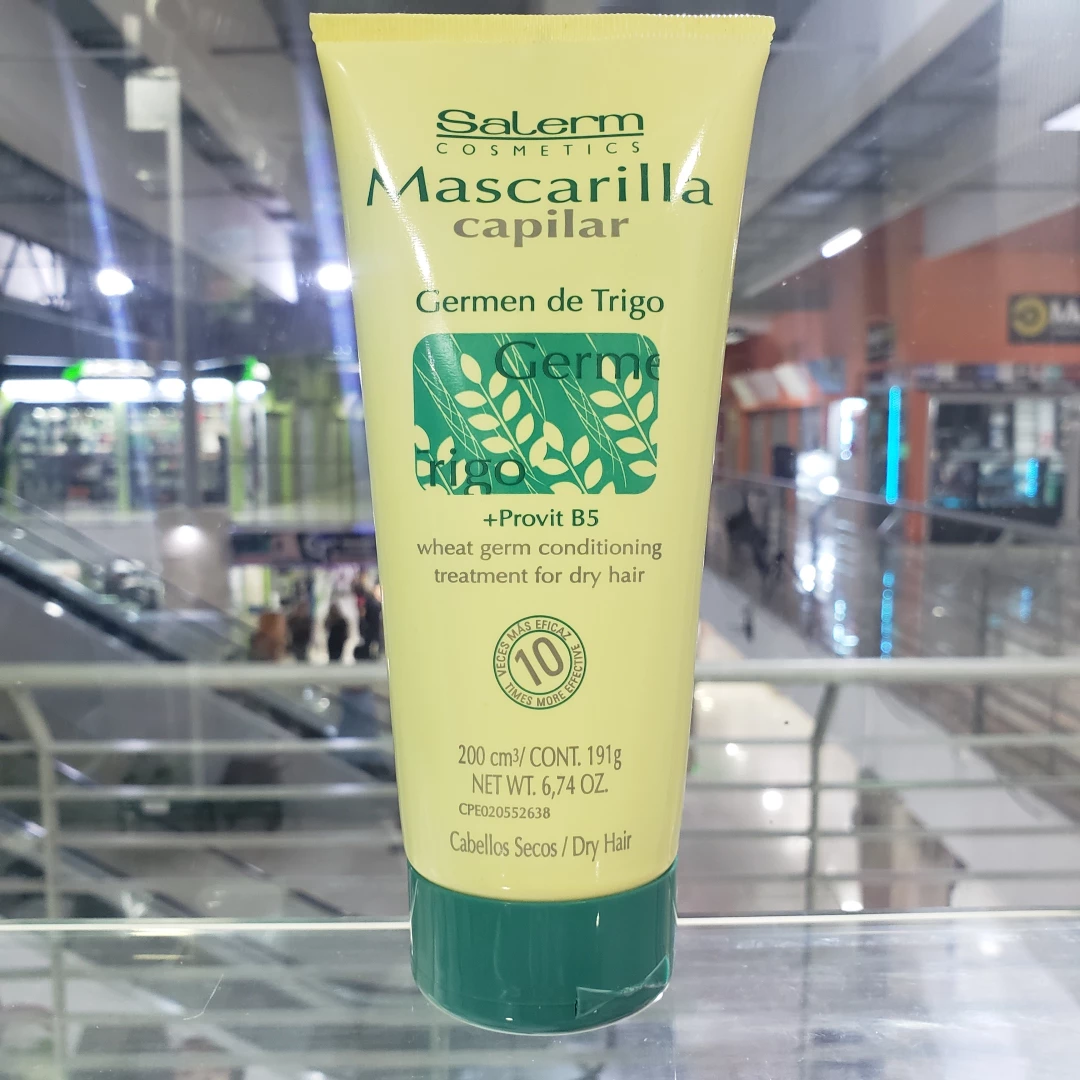 Salerm
COSMETICS
Mascarilla
capilar
Germen de Trigo
Germe
Trigo
+Provit B5
wheat germ conditioning
treatment for dry hair
VECES MÁS EFICAZ
10
TIMES MORE EFFECTIVE
200 cm³/ CONT. 191g
NET WT. 6,74 OZ.
CPE020552638
Cabellos Secos / Dry Hair